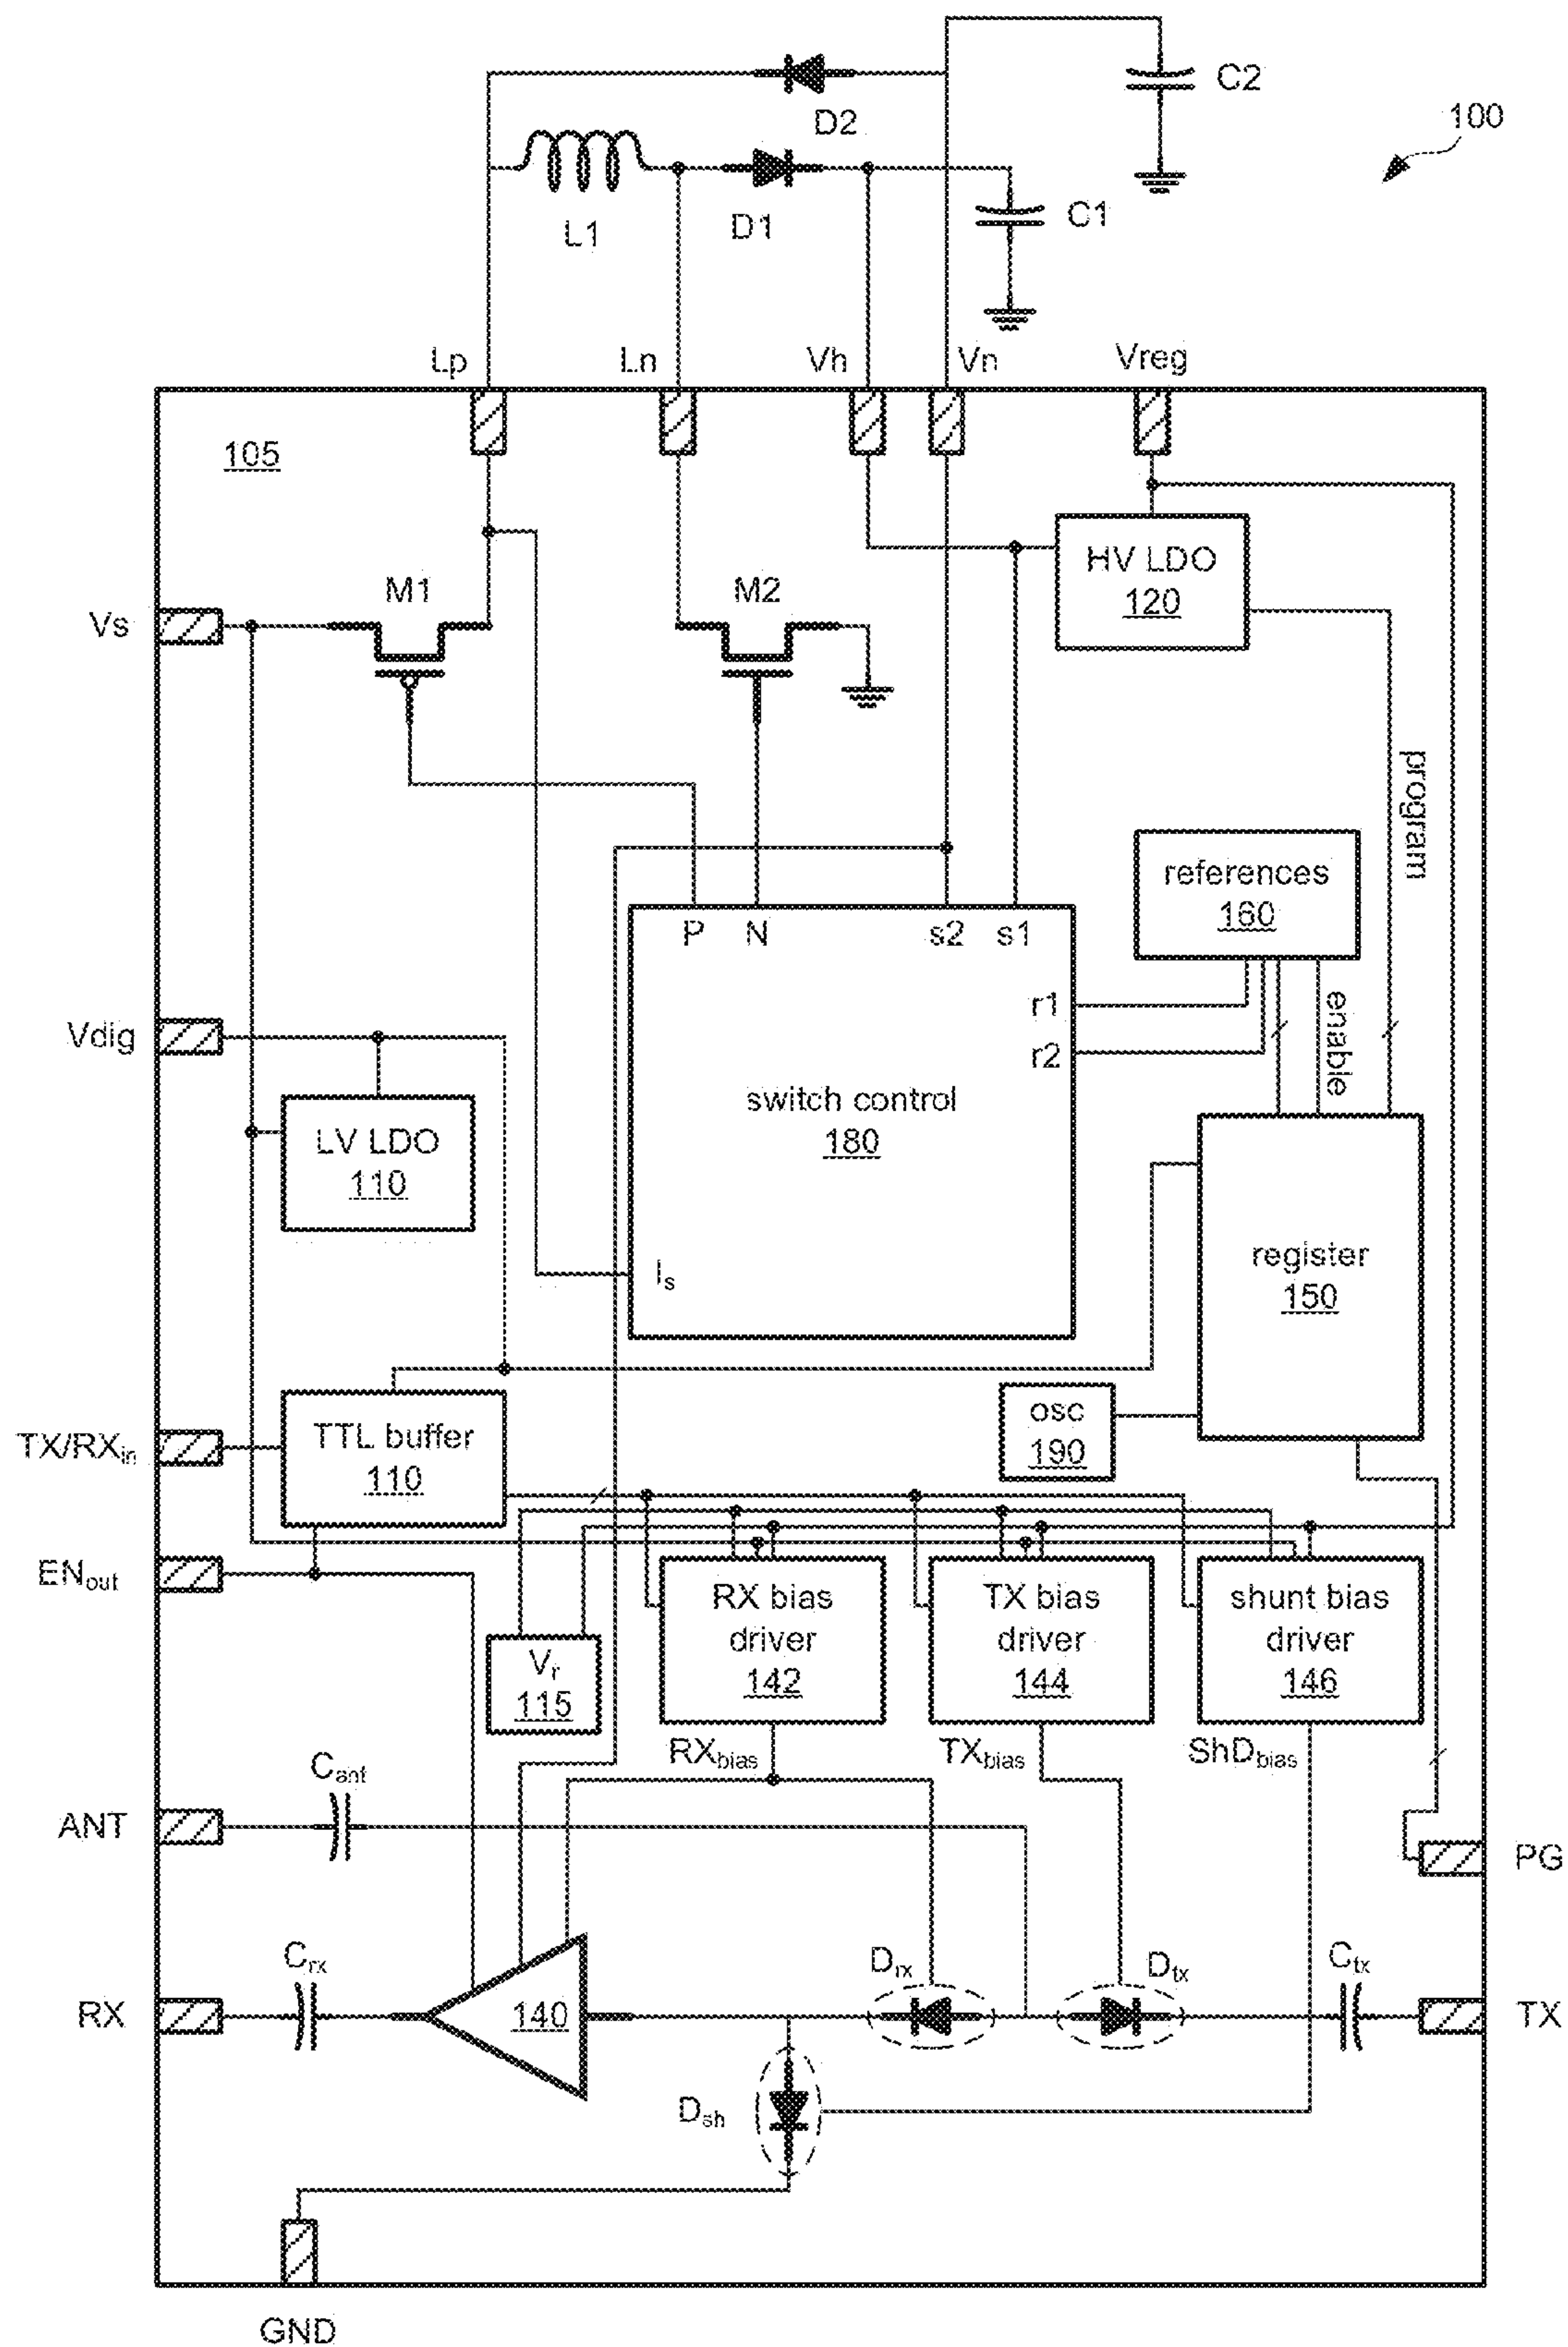 C2
100
D2
C1
L1
D1
Lp
Ln
Vh
Vn
Vreg
105
HV LDO
120
M1
M2
Vs
program
references
160
P
N
s2
s1
r1
enable
Vdig
r2
switch control
180
LV LDO
110
register
150
Is
osc
190
TTL buffer
110
TX/RXin
ENout
RX bias
driver
142
TX bias
driver
144
shunt bias
driver
146
Vr
115
RXbias
TXbias
ShDbias
Cant
ANT
PG
Crx
Drx
Dtx
Ctx
RX
140
TX
Dsh
GND